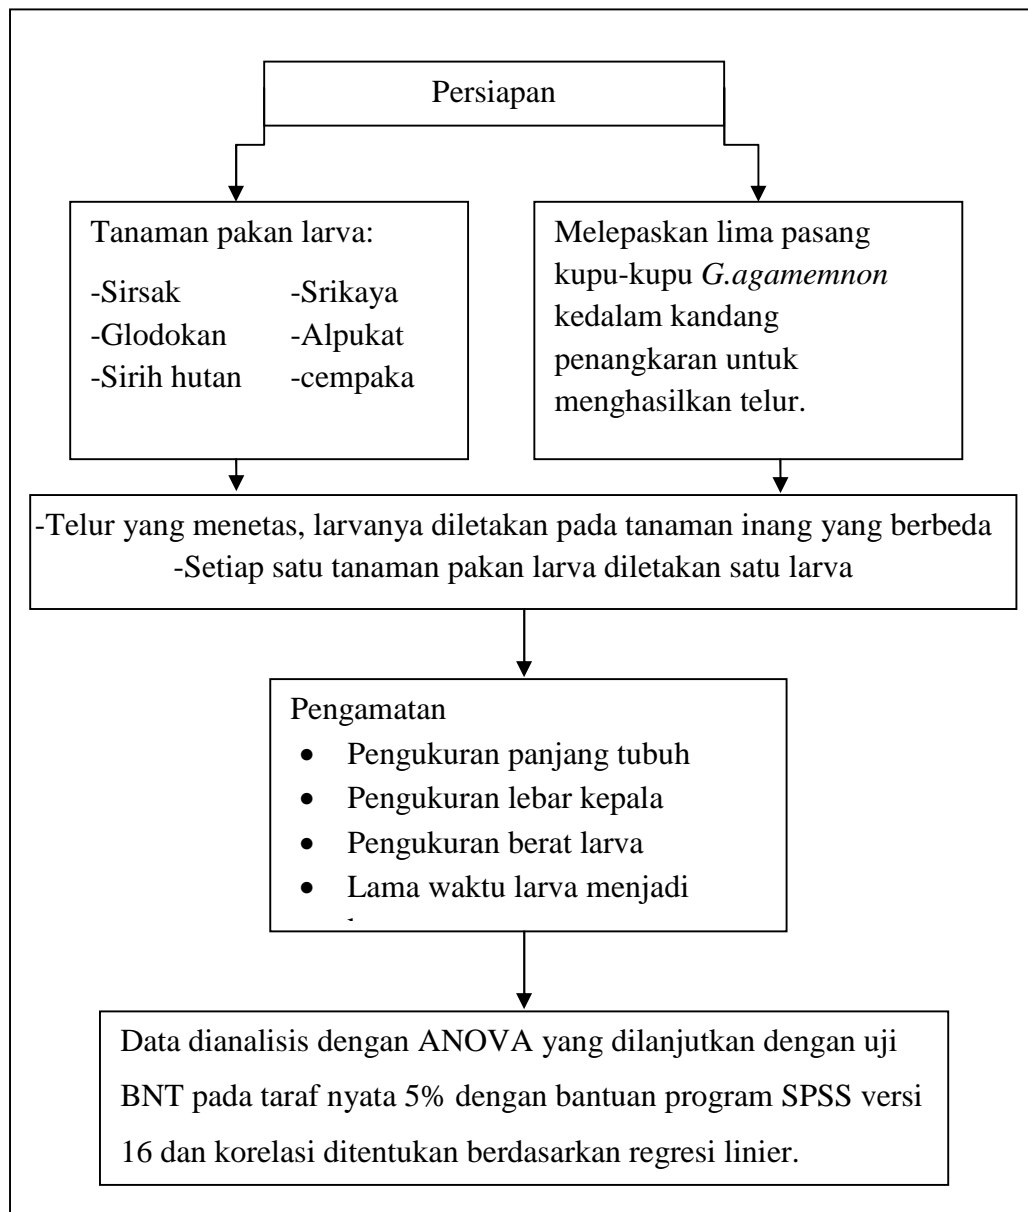 Persiapan
Tanaman pakan larva:
-Sirsak -Srikaya
-Glodokan -Alpukat
-Sirih hutan -cempaka
Melepaskan lima pasang
kupu-kupu G.agamemnon
kedalam kandang
penangkaran untuk
menghasilkan telur.
-Telur yang menetas, larvanya diletakan pada tanaman inang yang berbeda
-Setiap satu tanaman pakan larva diletakan satu larva
Pengamatan
• Pengukuran panjang tubuh
• Pengukuran lebar kepala
• Pengukuran berat larva
• Lama waktu larva menjadi
Data dianalisis dengan ANOVA yang dilanjutkan dengan uji
BNT pada taraf nyata 5% dengan bantuan program SPSS versi
16 dan korelasi ditentukan berdasarkan regresi linier.